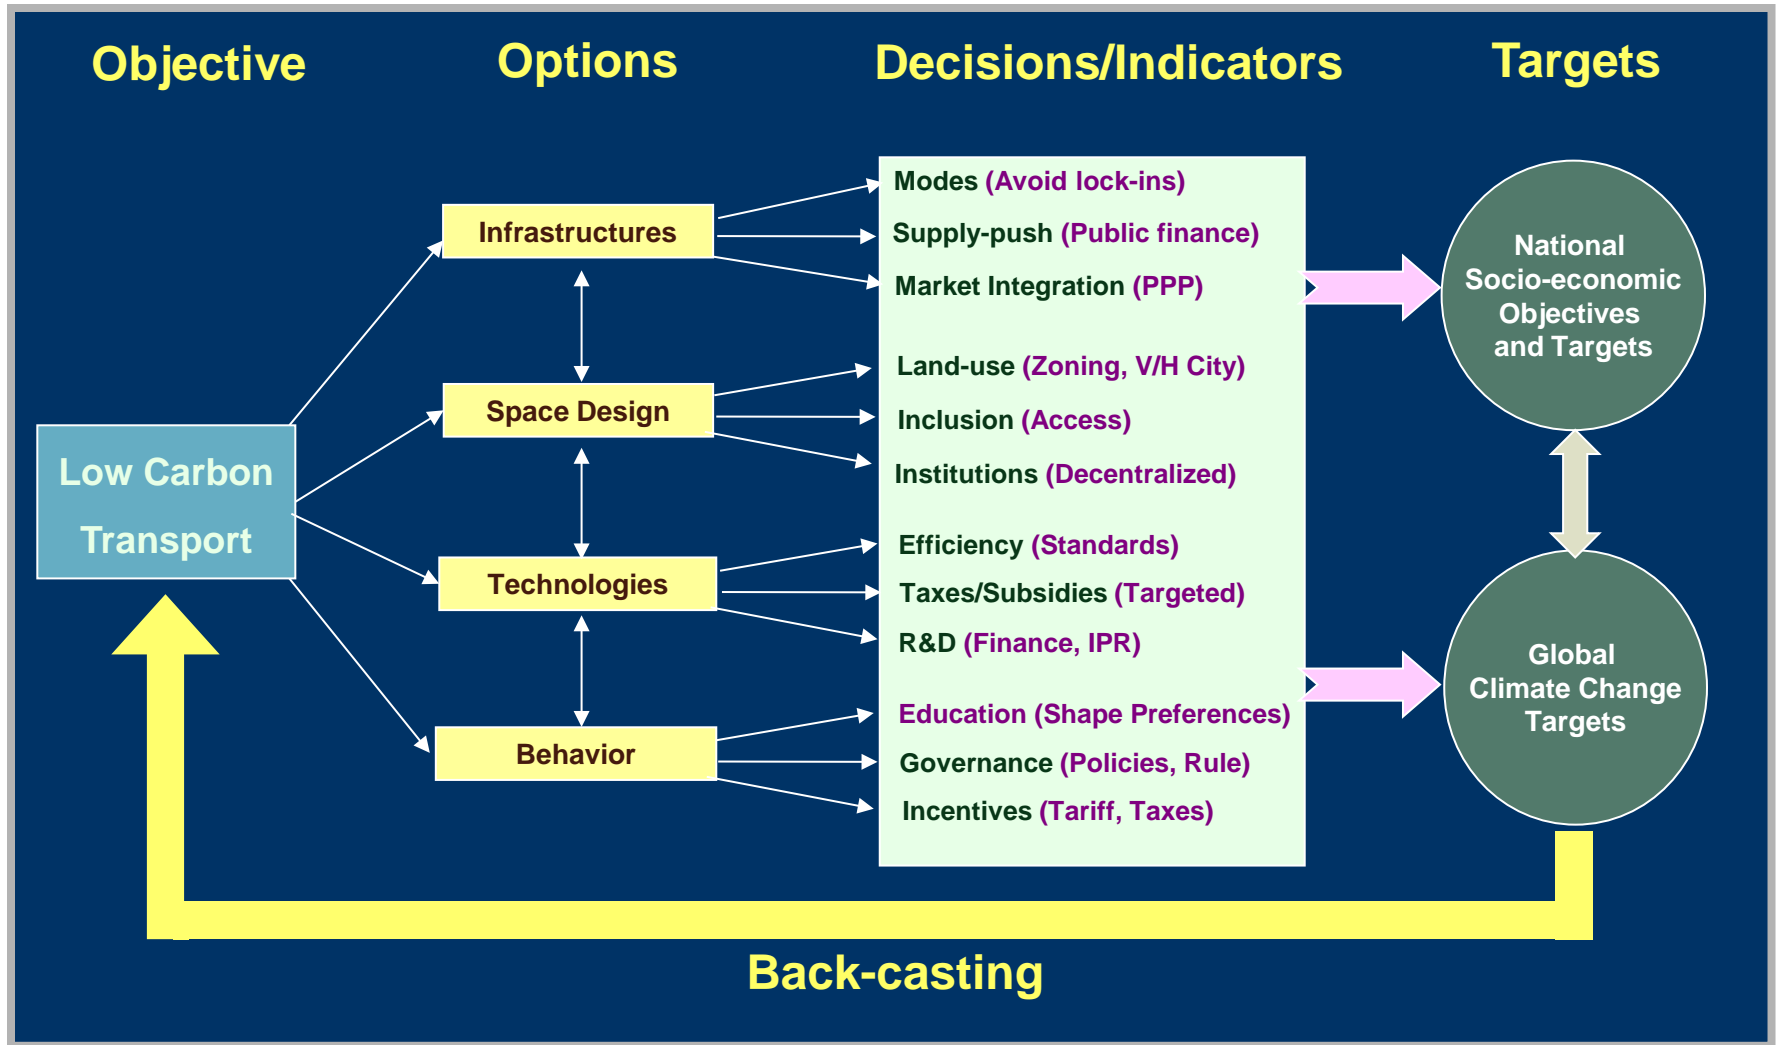 Objective
Options
Decisions/Indicators
Targets
Low Carbon
Transport
Infrastructures
Space Design
Technologies
Behavior
Modes (Avoid lock-ins)
Supply-push (Public finance)
Market Integration (PPP)
Land-use (Zoning, V/H City)
Inclusion (Access)
Institutions (Decentralized)
Efficiency (Standards)
Taxes/Subsidies (Targeted)
R&D (Finance, IPR)
Education (Shape Preferences)
Governance (Policies, Rule)
Incentives (Tariff, Taxes)
National
Socio-economic
Objectives
and Targets
Global
Climate Change
Targets
Back-casting